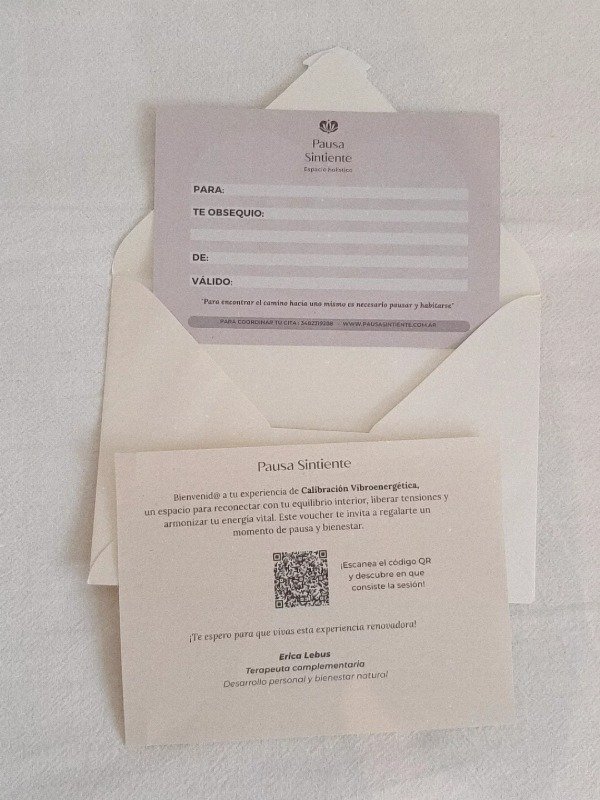 Pausa
Sintiente
Espacio holístico
PARA:
TE OBSEQUIO:
DE:
VÁLIDO:
"Para encontrar el camino hacia uno mismo es necesario pausar y habitarse"
PARA COORDINAR TU CITA: 3482219288 WWW.PAUSASINTIENTE.COM.AR
Pausa Sintiente
Bienvenid@ a tu experiencia de Calibración Vibroenergética,
un espacio para reconectar con tu equilibrio interior, liberar tensiones y
armonizar tu energía vital. Este voucher te invita a regalarte un
momento de pausa y bienestar.
¡Escanea el código QR
y descubre en que
consiste la sesión!
¡Te espero para que vivas esta experiencia renovadora!
Erica Lebus
Terapeuta complementaria
Desarrollo personal y bienestar natural